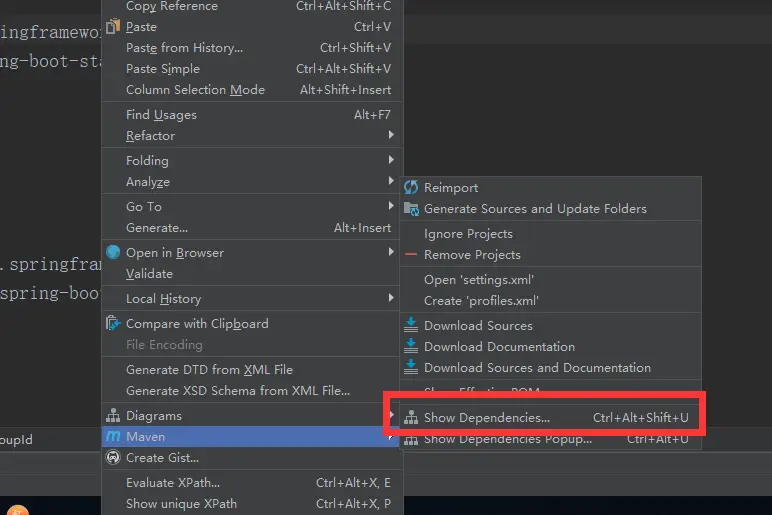 ingframewor
ng-boot-sta
.springfram
spring-boot
oupId
Copy Reference Ctrl+Alt+Shift+C
Paste Ctrl+V
Paste from History... Ctrl+Shift+V
Paste Simple Ctrl+Alt+Shift+V
Column Selection Mode Alt+Shift+Insert
Find Usages Alt+F7
Refactor
Folding
Analyze
Go To
Generate... Alt+Insert
Open in Browser
Validate
Local History
Compare with Clipboard
File Encoding
Generate DTD from XML File
Generate XSD Schema from XML File...
Diagrams
Maven
Create Gist...
Evaluate XPath... Ctrl+Alt+X, E
Show unique XPath Ctrl+Alt+X, P
Reimport
Generate Sources and Update Folders
Ignore Projects
Remove Projects
Open 'settings.xml'
Create 'profiles.xml'
Download Sources
Download Documentation
Download Sources and Documentation
Show Effective POM
Show Dependencies... Ctrl+Alt+Shift+U
Show Dependencies Popup... Ctrl+Alt+U